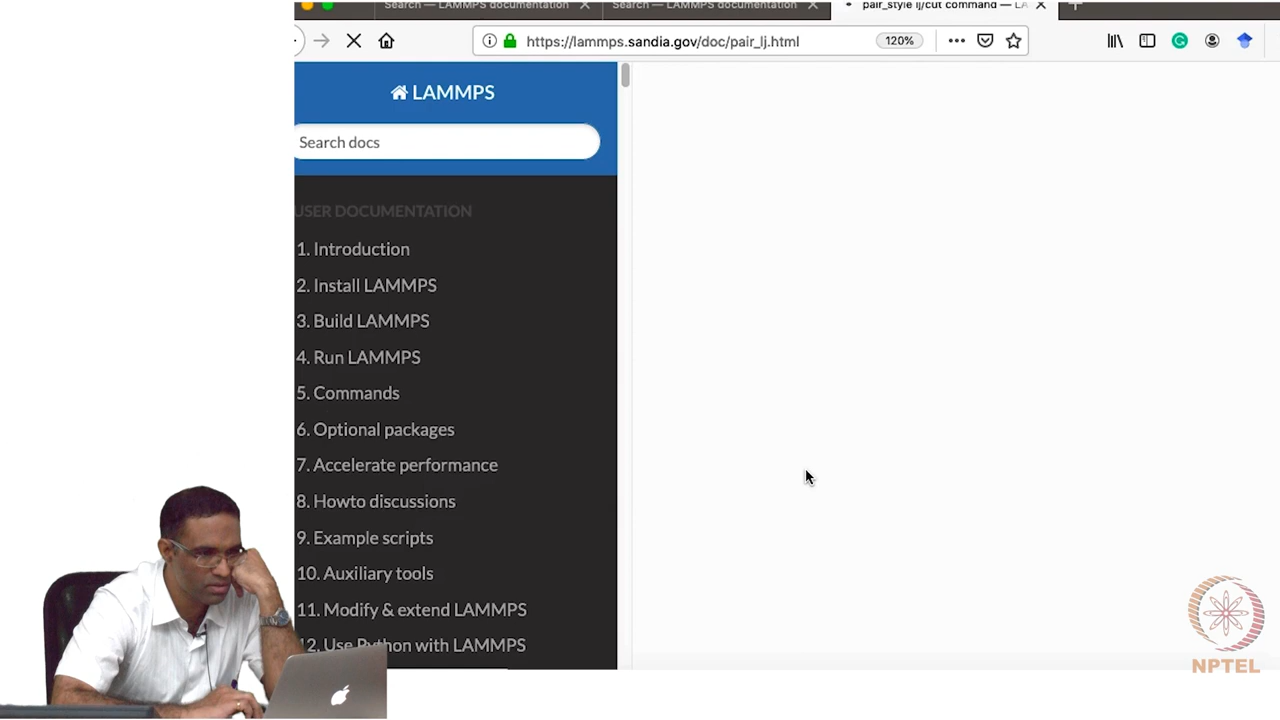 Search — LAMMPS documentation
Search — LAMMPS documentation
pair_style lj/cut command — LA
https://lammps.sandia.gov/doc/pair_lj.html
120%
LAMMPS
Search docs
USER DOCUMENTATION
1. Introduction
2. Install LAMMPS
3. Build LAMMPS
4. Run LAMMPS
5. Commands
6. Optional packages
7. Accelerate performance
8. Howto discussions
9. Example scripts
10. Auxiliary tools
11. Modify & extend LAMMPS
12. Use Python with LAMMPS
NPTEL